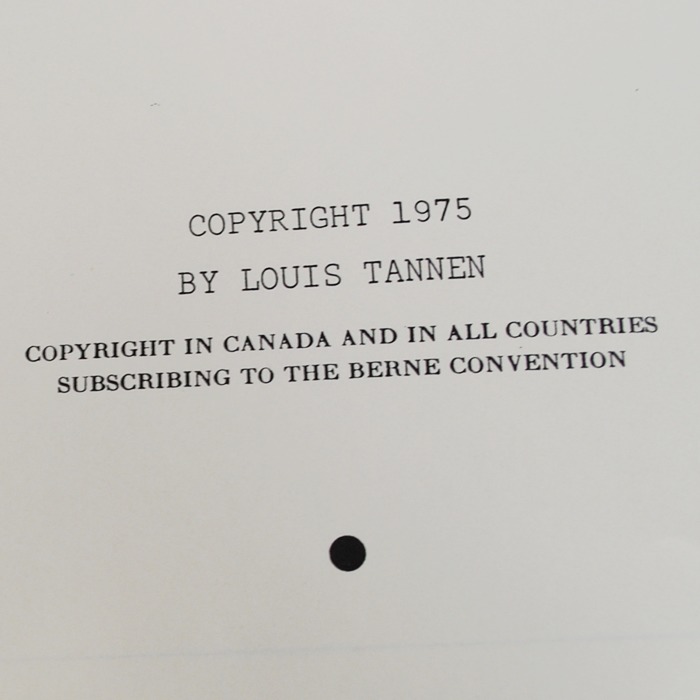 COPYRIGHT 1975
BY LOUIS TANNEN
COPYRIGHT IN CANADA AND IN ALL COUNTRIES
SUBSCRIBING TO THE BERNE CONVENTION